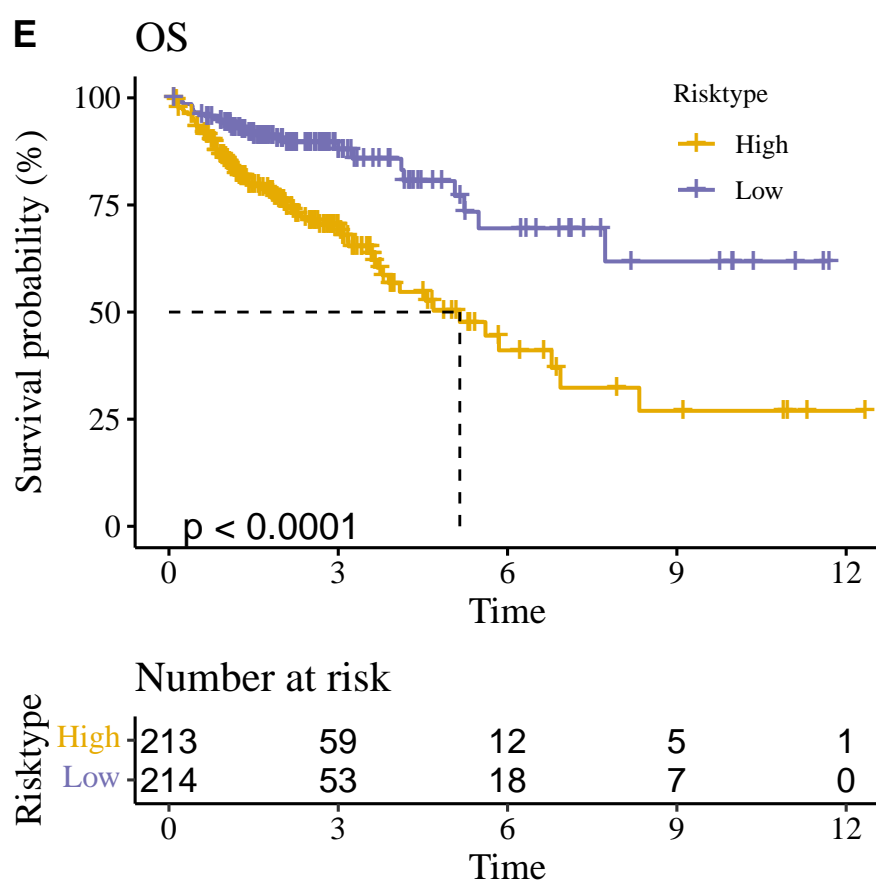 E OS
Risktype
High
Low
Survival probability (%)
100
75
50
25
0
p < 0.0001
0 3 6 9 12
Time
Number at risk
Risktype
High 213 59 12 5 1
Low 214 53 18 7 0
0 3 6 9 12
Time